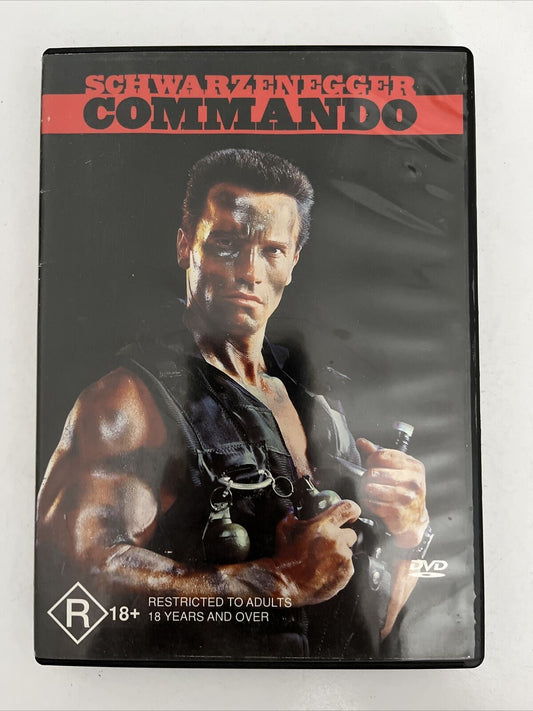 SCHWARZENEGGER
COMMANDO
DVD
R 18+
RESTRICTED TO ADULTS
18 YEARS AND OVER